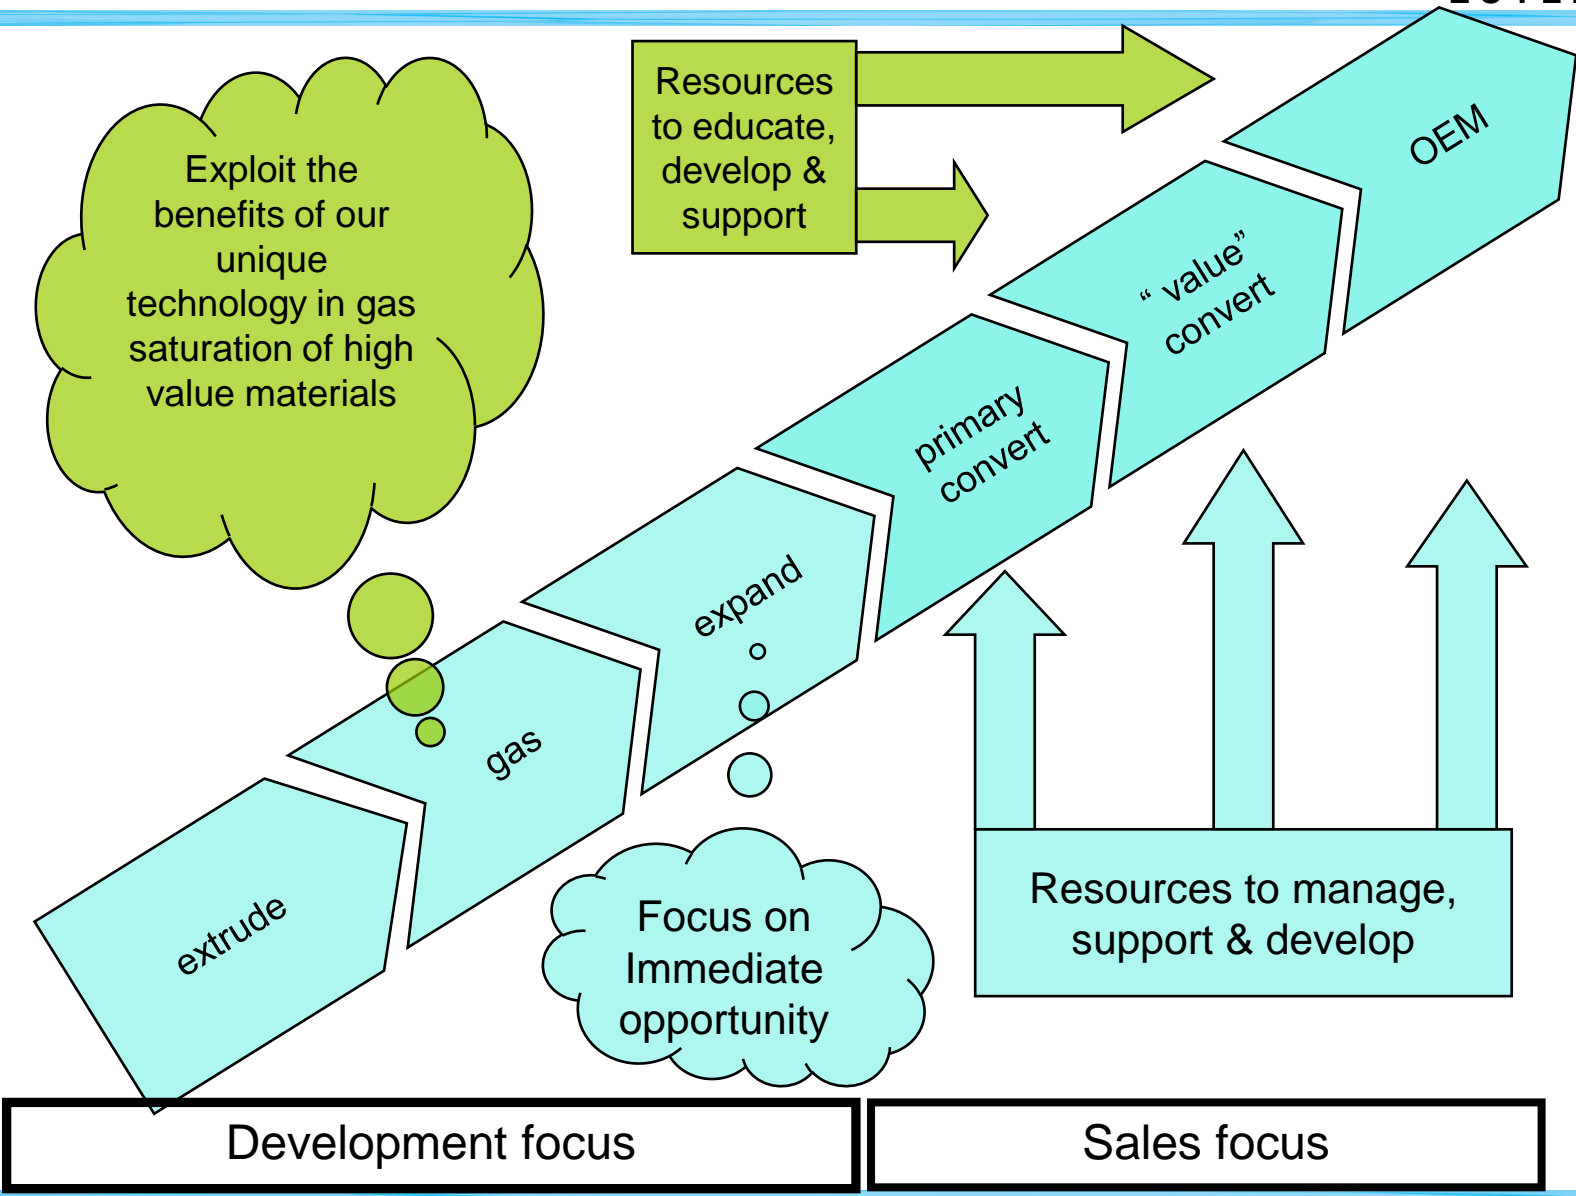 Exploit the
benefits of our
unique
technology in gas
saturation of high
value materials
Resources
to educate,
develop &
support
OEM
“ value”
convert
primary
convert
expand
gas
extrude
Focus on
Immediate
opportunity
Resources to manage,
support & develop
Development focus
Sales focus